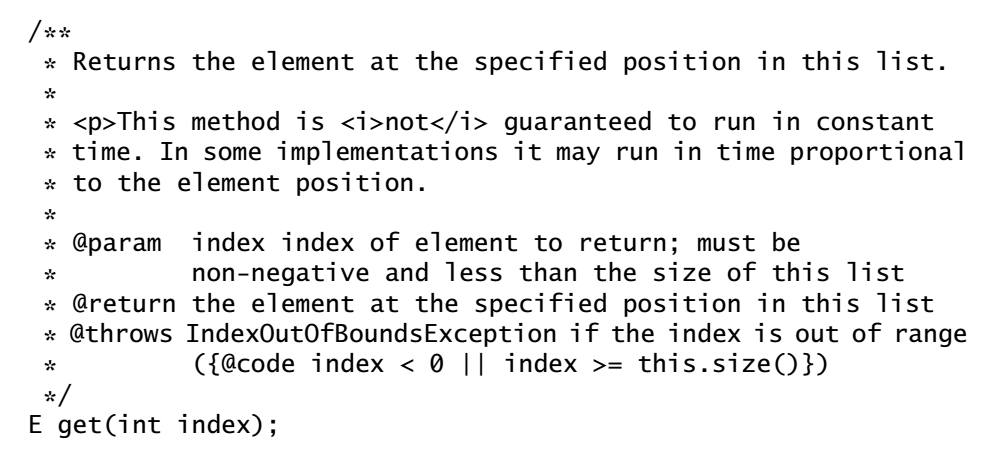 /**
 * Returns the element at the specified position in this list.
 *
 * <p>This method is <i>not</i> guaranteed to run in constant
 * time. In some implementations it may run in time proportional
 * to the element position.
 *
 * @param  index index of element to return; must be
 *         non-negative and less than the size of this list
 * @return the element at the specified position in this list
 * @throws IndexOutOfBoundsException if the index is out of range
 *         ({@code index < 0 || index >= this.size()})
 */
E get(int index);